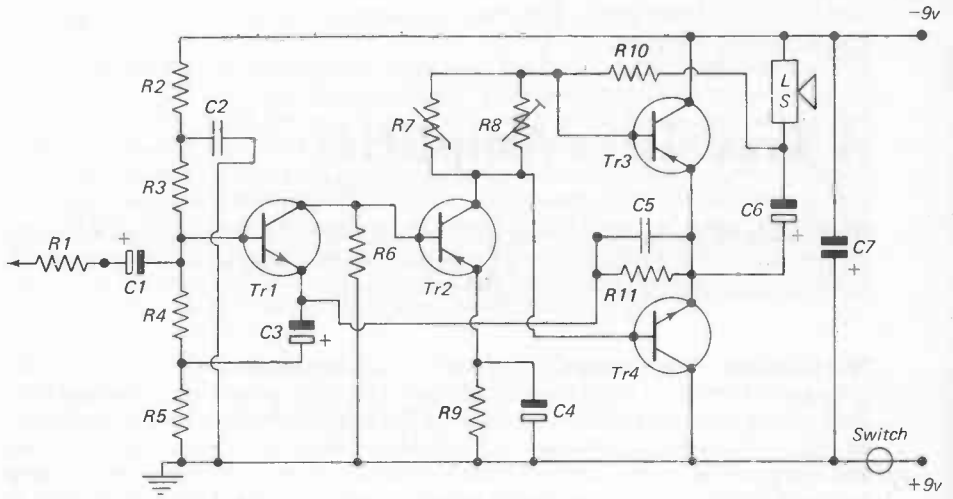 -9v
R2
C2
R3
R1
+
C1
R4
R5
Tr1
C3
+
R6
R7
R8
Tr2
R9
C4
R10
Tr3
C5
R11
Tr4
L
S
C6
+
C7
+
Switch
+9v